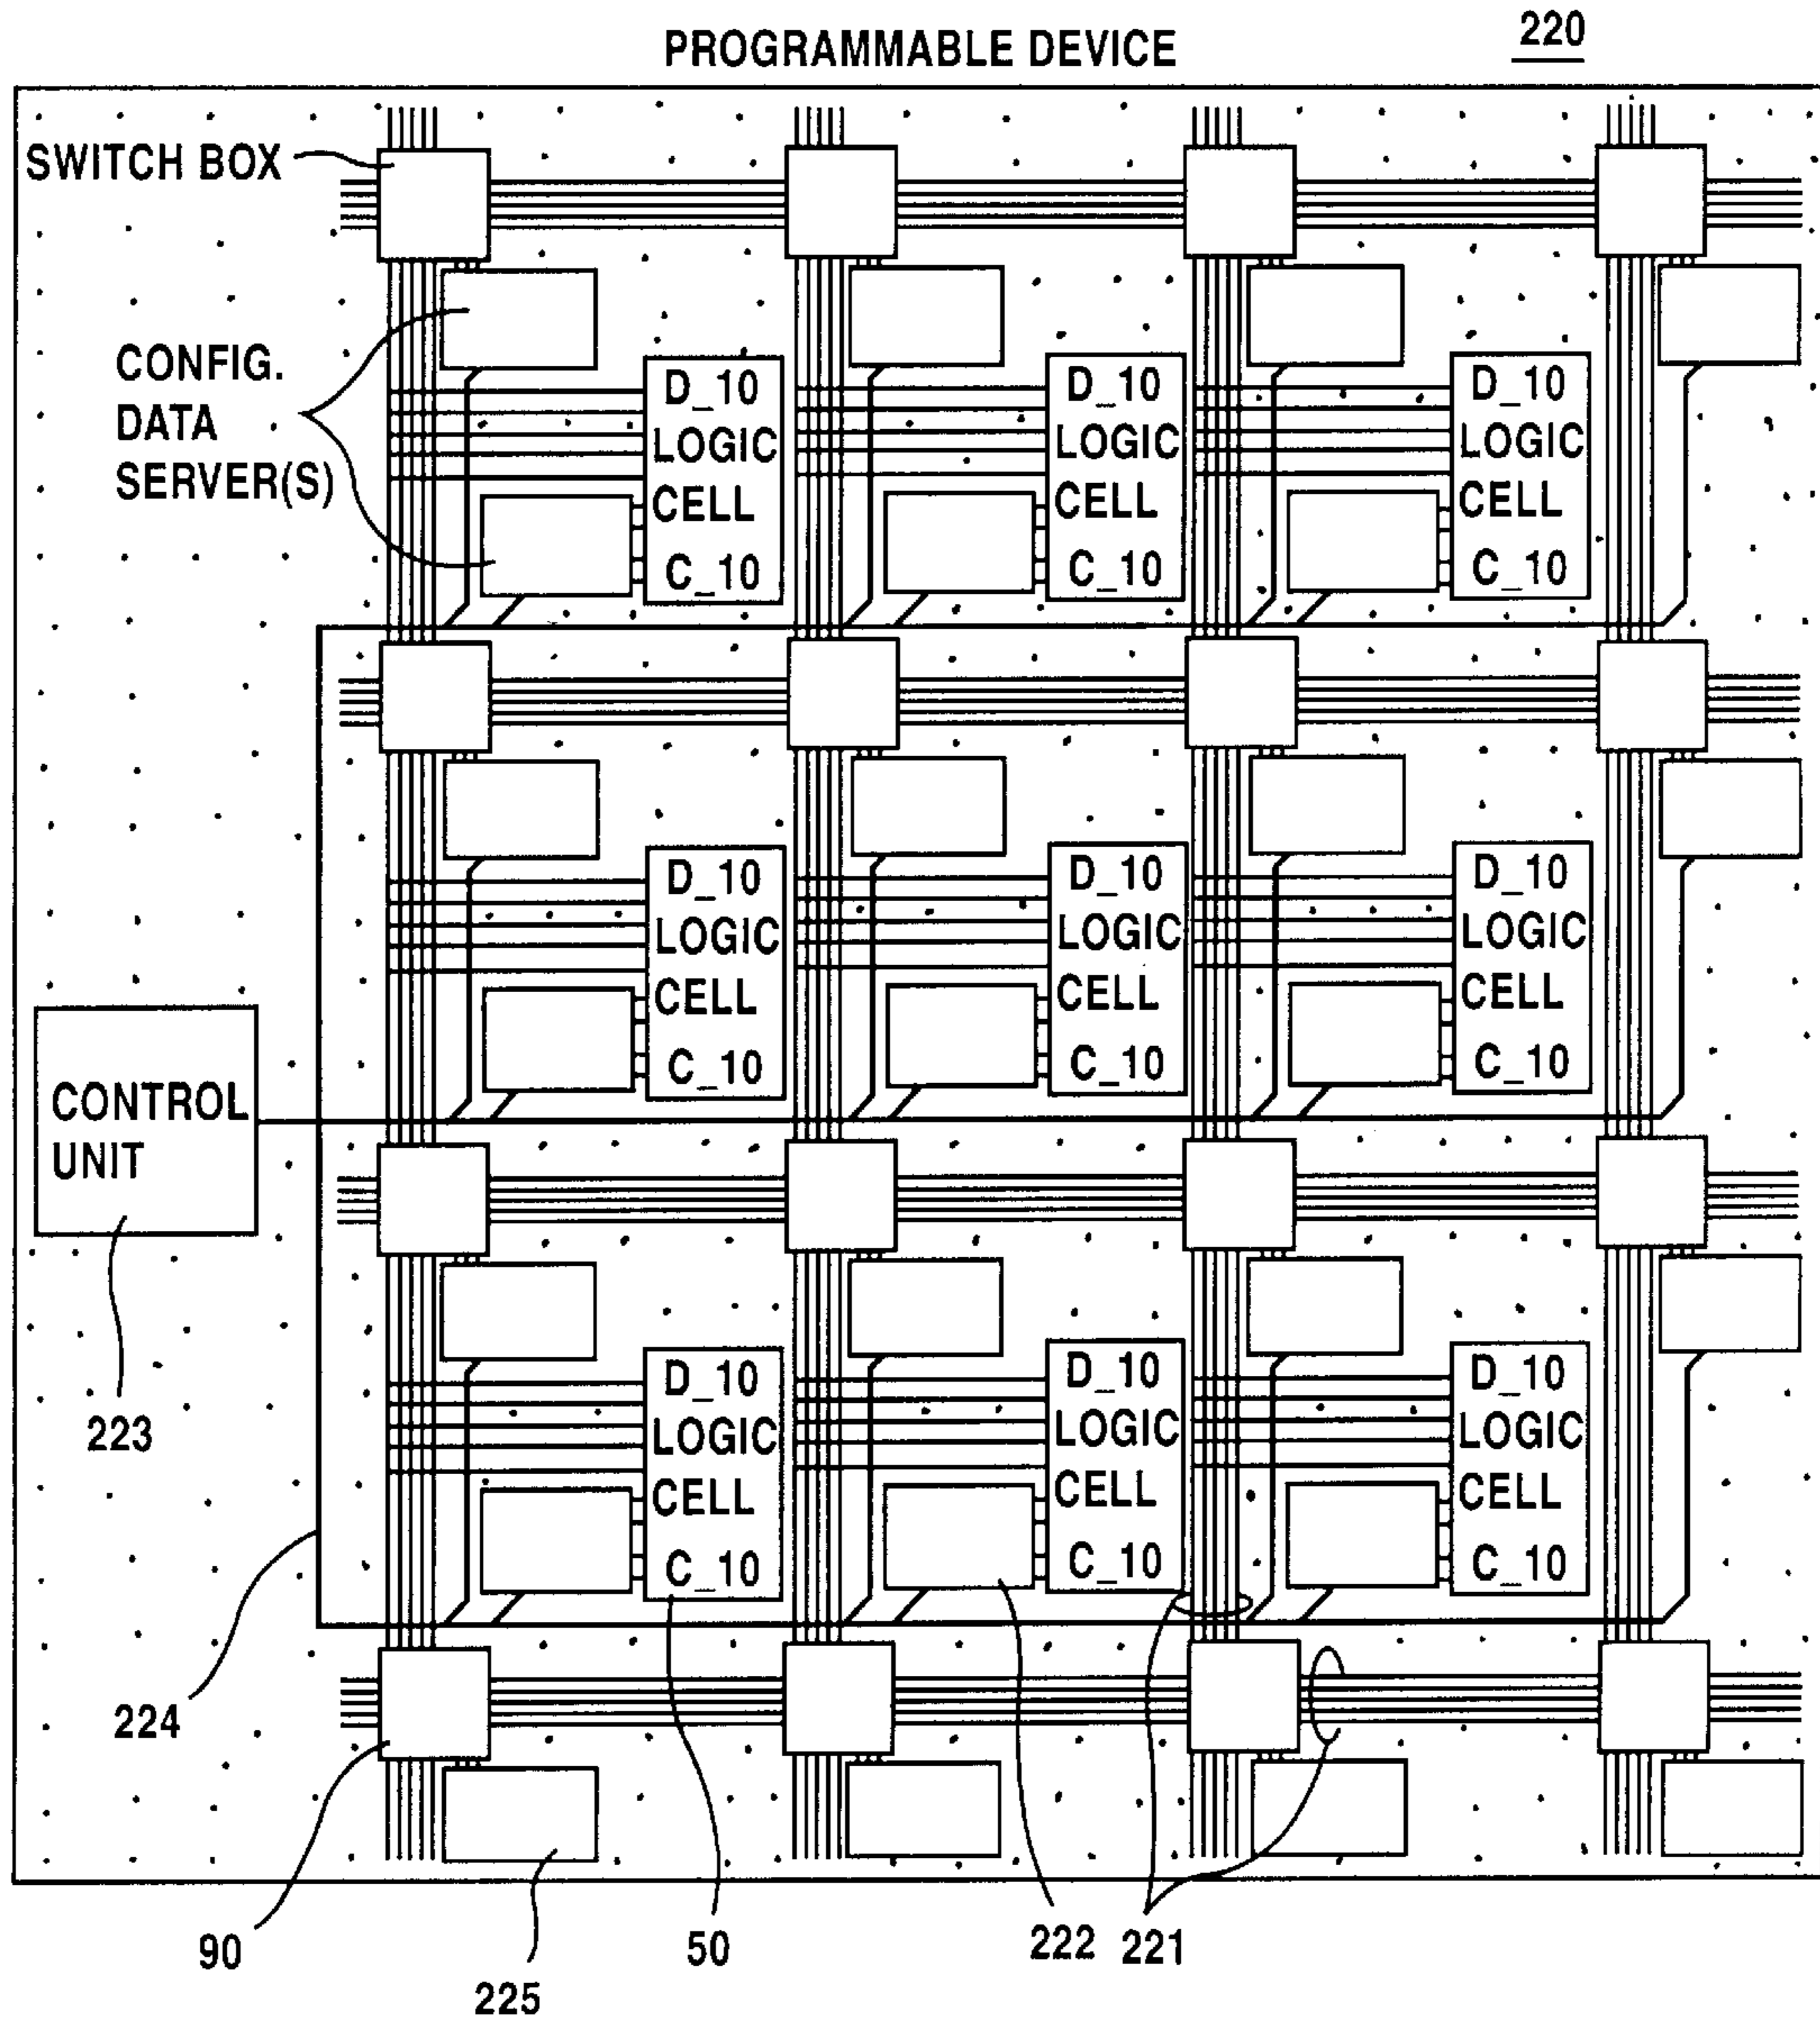 PROGRAMMABLE DEVICE
220
SWITCH BOX
CONFIG.
DATA
SERVER(S)
D_10
LOGIC
CELL
C_10
D_10
LOGIC
CELL
C_10
D_10
LOGIC
CELL
C_10
D_10
LOGIC
CELL
C_10
D_10
LOGIC
CELL
C_10
D_10
LOGIC
CELL
C_10
CONTROL
UNIT
223
D_10
LOGIC
CELL
C_10
D_10
LOGIC
CELL
C_10
D_10
LOGIC
CELL
C_10
224
90
225
50
222
221